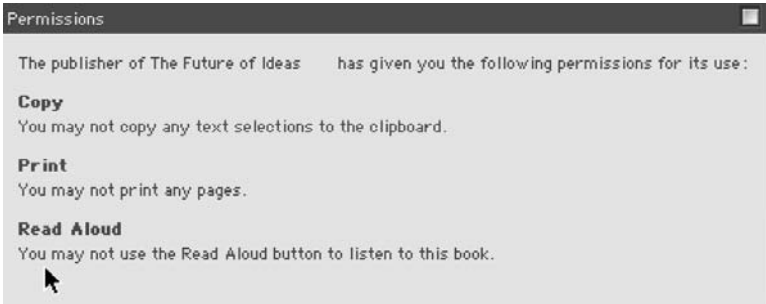 Permissions
The publisher of The Future of Ideas has given you the following permissions for its use:
Copy
You may not copy any text selections to the clipboard.
Print
You may not print any pages.
Read Aloud
You may not use the Read Aloud button to listen to this book.